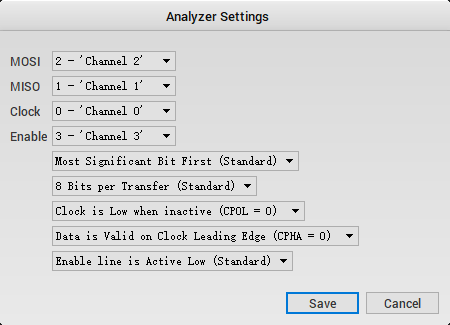 Analyzer Settings
MOSI 2 - 'Channel 2'
MISO 1 - 'Channel 1'
Clock 0 - 'Channel 0'
Enable 3 - 'Channel 3'
Most Significant Bit First (Standard)
8 Bits per Transfer (Standard)
Clock is Low when inactive (CPOL = 0)
Data is Valid on Clock Leading Edge (CPHA = 0)
Enable line is Active Low (Standard)
Save Cancel